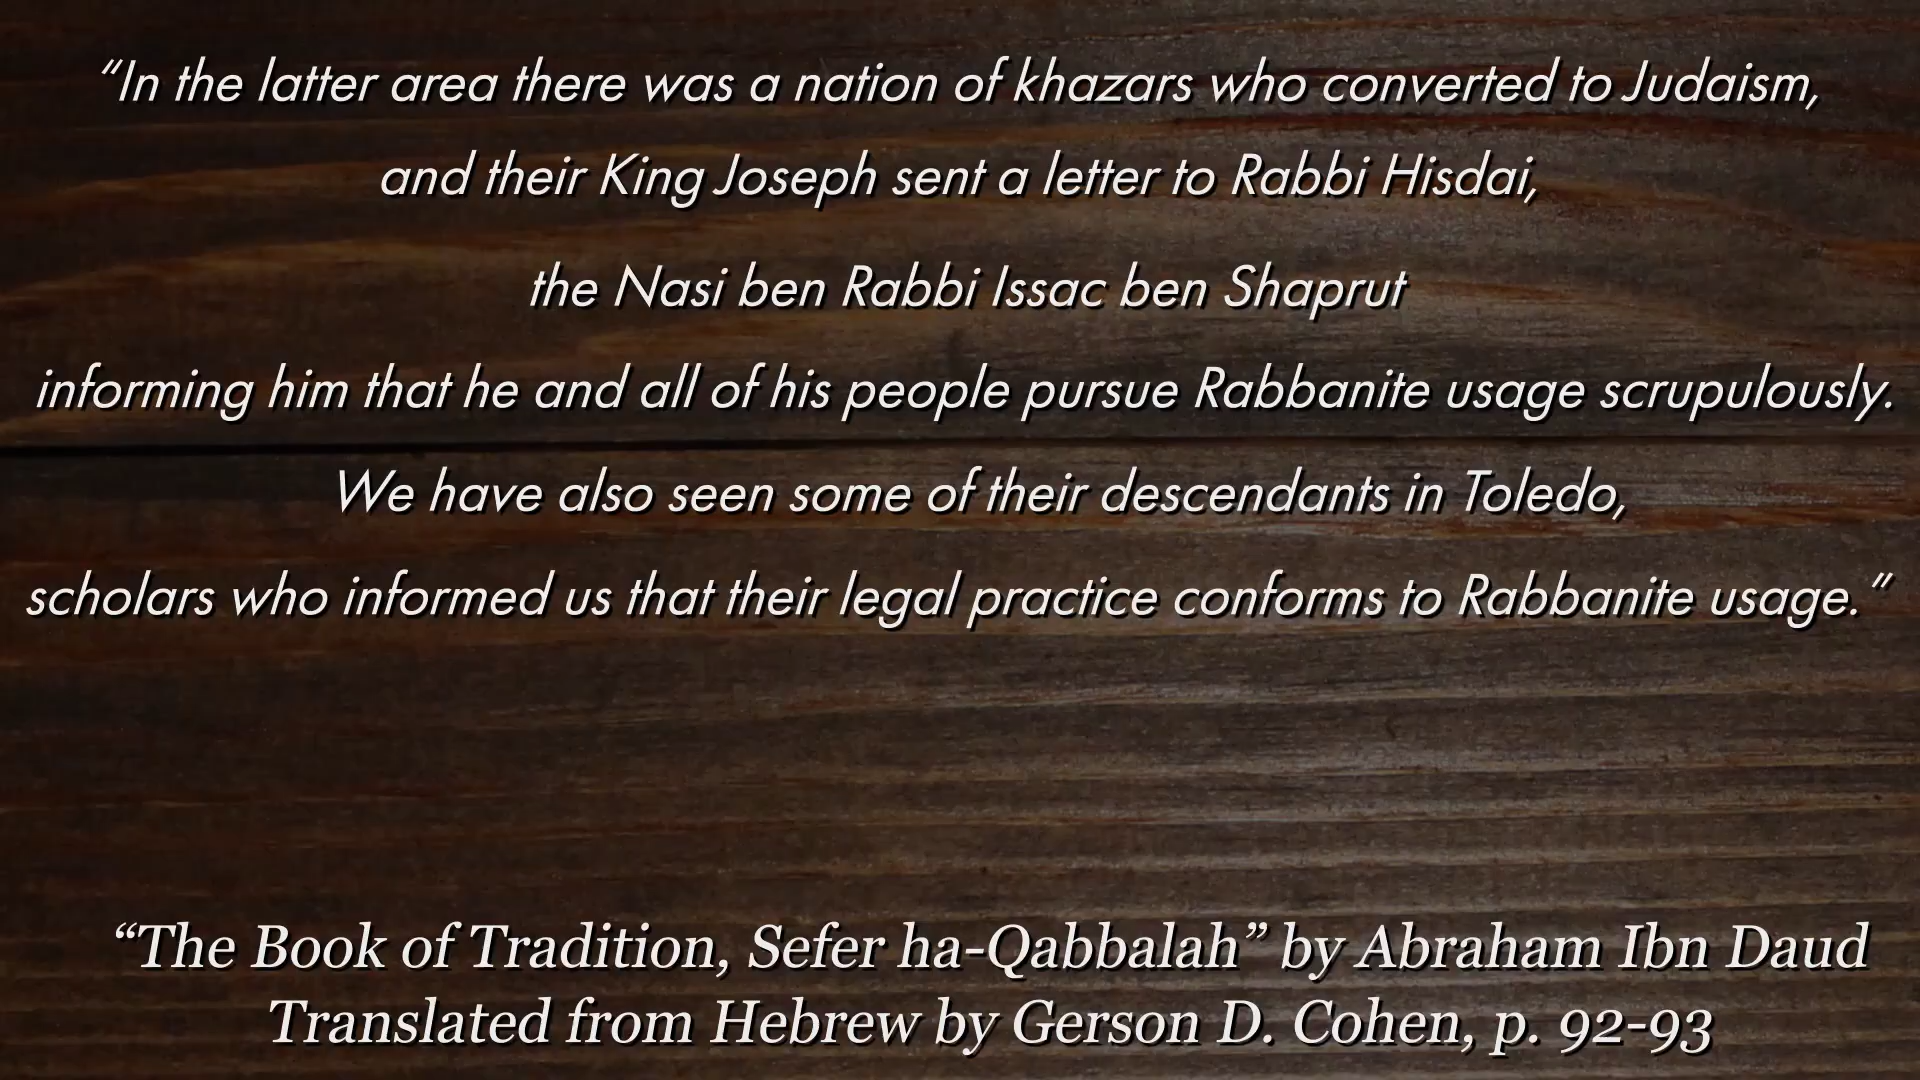 “In the latter area there was a nation of khazars who converted to Judaism,
and their King Joseph sent a letter to Rabbi Hisdai,
the Nasi ben Rabbi Issac ben Shaprut
informing him that he and all of his people pursue Rabbanite usage scrupulously.
We have also seen some of their descendants in Toledo,
scholars who informed us that their legal practice conforms to Rabbanite usage.”
“The Book of Tradition, Sefer ha-Qabbalah” by Abraham Ibn Daud
Translated from Hebrew by Gerson D. Cohen, p. 92-93